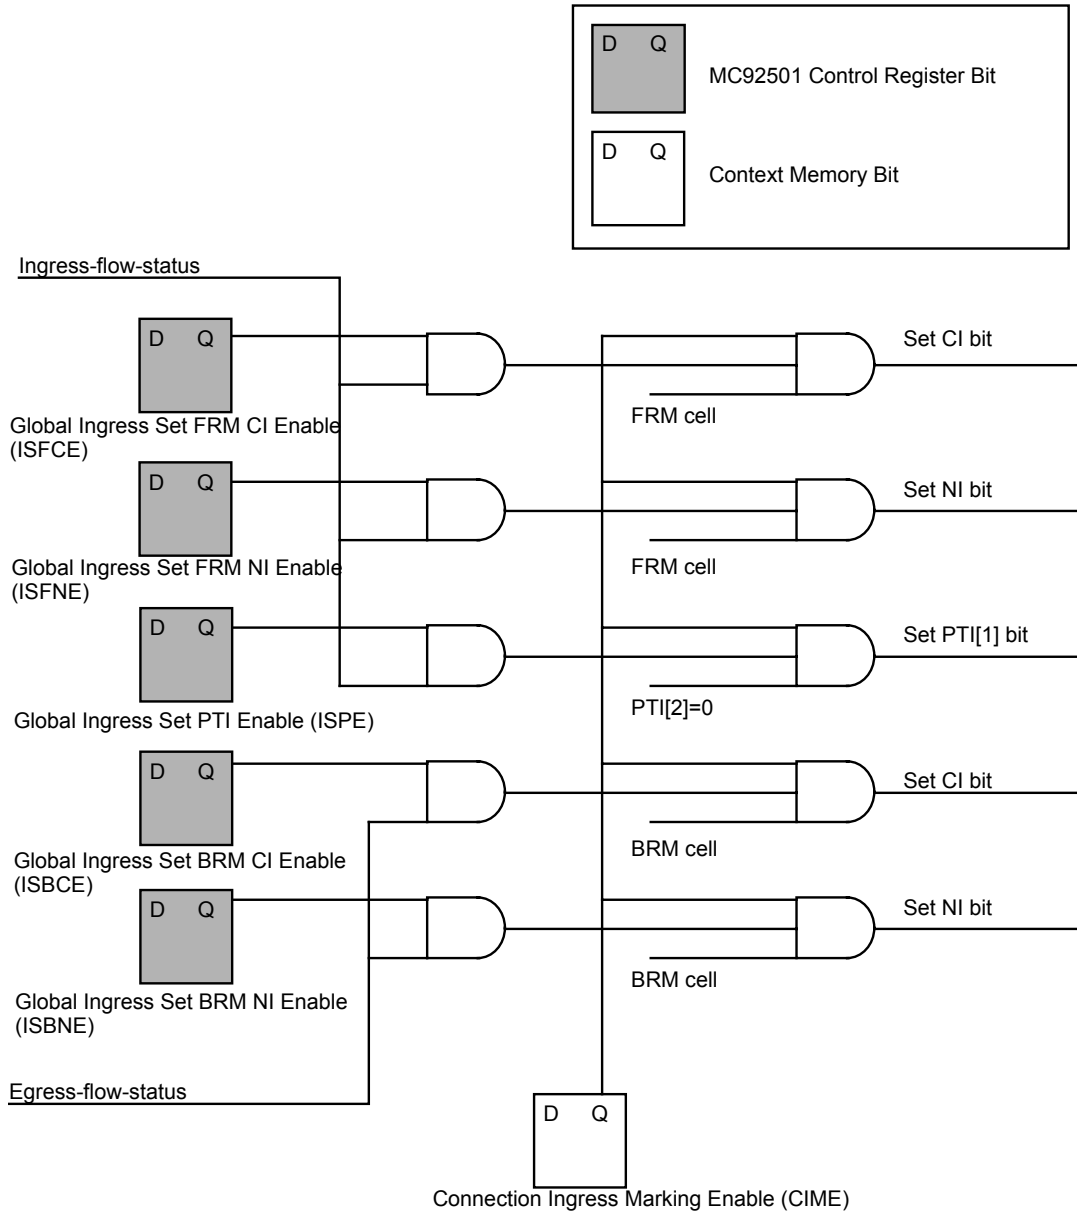 D Q
MC92501 Control Register Bit
D Q
Context Memory Bit
Ingress-flow-status
D Q
Set CI bit
FRM cell
Global Ingress Set FRM CI Enable
(ISFCE)
D Q
Set NI bit
FRM cell
Global Ingress Set FRM NI Enable
(ISFNE)
D Q
Set PTI[1] bit
PTI[2]=0
Global Ingress Set PTI Enable (ISPE)
D Q
Set CI bit
BRM cell
Global Ingress Set BRM CI Enable
(ISBCE)
D Q
Set NI bit
BRM cell
Global Ingress Set BRM NI Enable
(ISBNE)
Egress-flow-status
D Q
Connection Ingress Marking Enable (CIME)